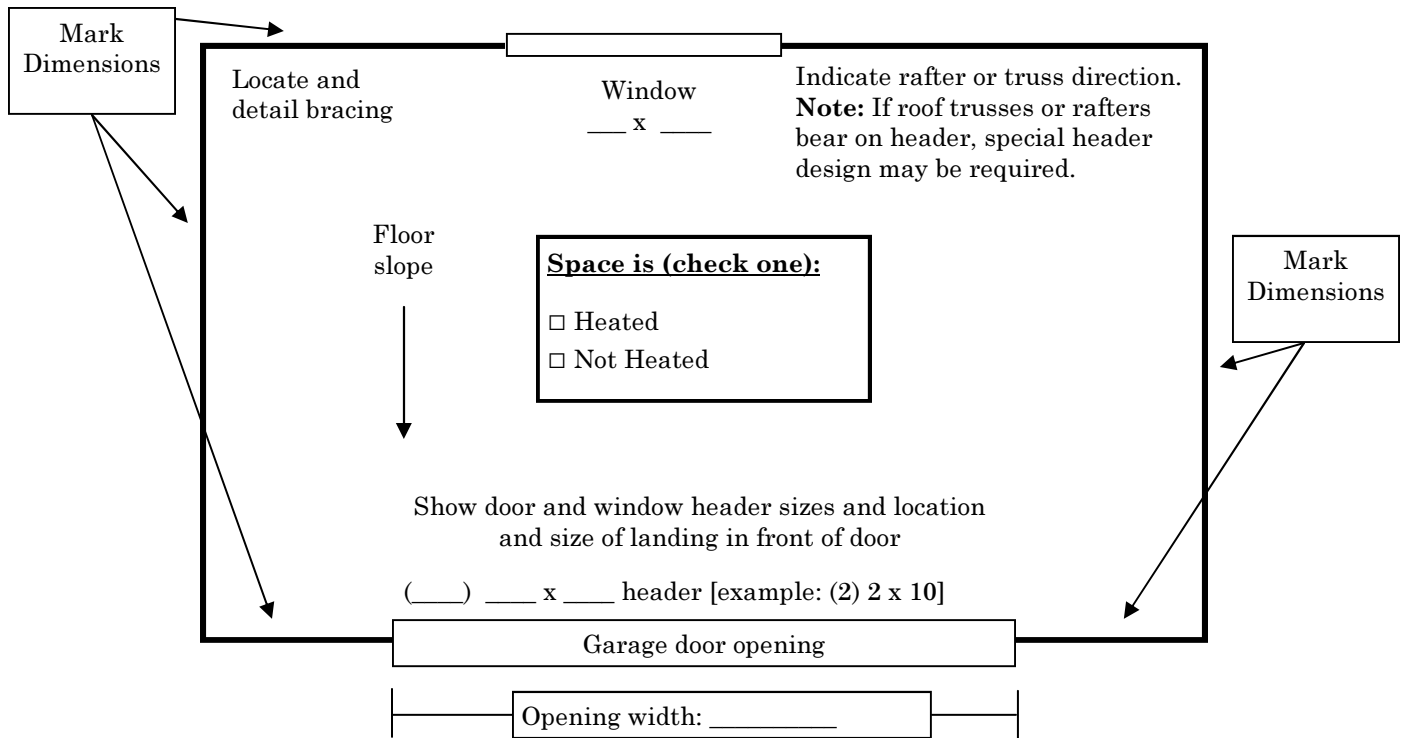 Mark
Dimensions
Locate and
detail bracing
Window
___ x ____
Indicate rafter or truss direction.
Note: If roof trusses or rafters
bear on header, special header
design may be required.
Floor
slope
Space is (check one):
□ Heated
□ Not Heated
Mark
Dimensions
Show door and window header sizes and location
and size of landing in front of door
(____) ____ x ____ header [example: (2) 2 x 10]
Garage door opening
Opening width: __________